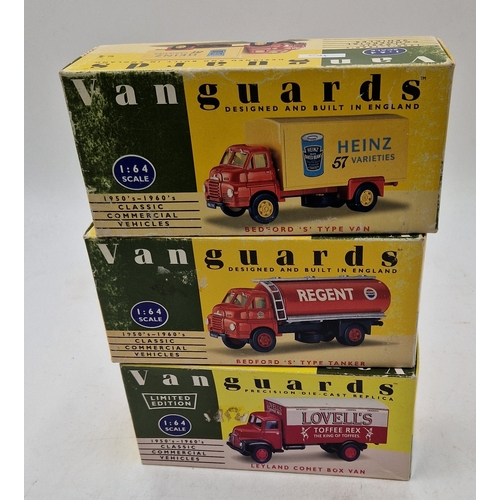 Vanguards™
DESIGNED AND BUILT IN ENGLAND
HEINZ
57 VARIETIES
1:64
SCALE
1950's-1960's
CLASSIC
COMMERCIAL
VEHICLES
BEDFORD 'S' TYPE VAN
Vanguards™
DESIGNED AND BUILT IN ENGLAND
REGENT
1:64
SCALE
1950's-1960's
CLASSIC
COMMERCIAL
VEHICLES
BEDFORD 'S' TYPE TANKER
Vanguards™
PRECISION DIE-CAST REPLICA
LIMITED
EDITION
LOVELL'S
TOFFEE REX
THE KING OF TOFFEES
1:64
SCALE
1950's-1960's
CLASSIC
COMMERCIAL
VEHICLES
LEYLAND COMET BOX VAN